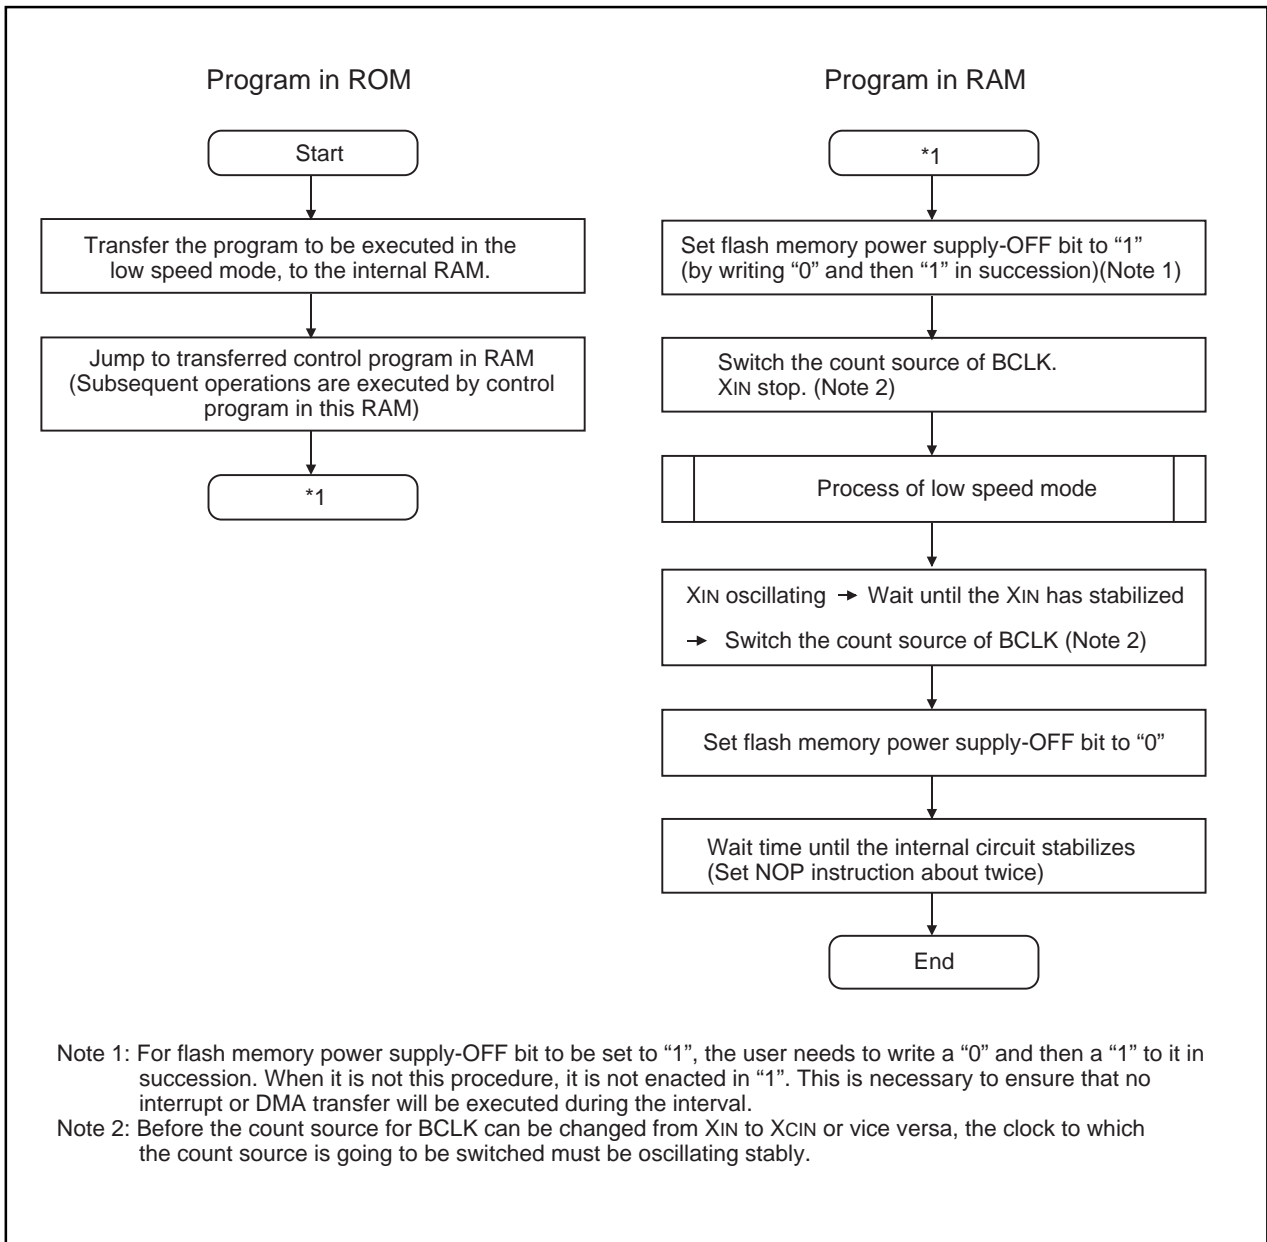 Program in ROM
Start
Transfer the program to be executed in the
low speed mode, to the internal RAM.
Jump to transferred control program in RAM
(Subsequent operations are executed by control
program in this RAM)
*1
Program in RAM
*1
Set flash memory power supply-OFF bit to “1”
(by writing “0” and then “1” in succession)(Note 1)
Switch the count source of BCLK.
XIN stop. (Note 2)
Process of low speed mode
XIN oscillating → Wait until the XIN has stabilized
→ Switch the count source of BCLK (Note 2)
Set flash memory power supply-OFF bit to “0”
Wait time until the internal circuit stabilizes
(Set NOP instruction about twice)
End
Note 1: For flash memory power supply-OFF bit to be set to “1”, the user needs to write a “0” and then a “1” to it in
succession. When it is not this procedure, it is not enacted in “1”. This is necessary to ensure that no
interrupt or DMA transfer will be executed during the interval.
Note 2: Before the count source for BCLK can be changed from XIN to XCIN or vice versa, the clock to which
the count source is going to be switched must be oscillating stably.